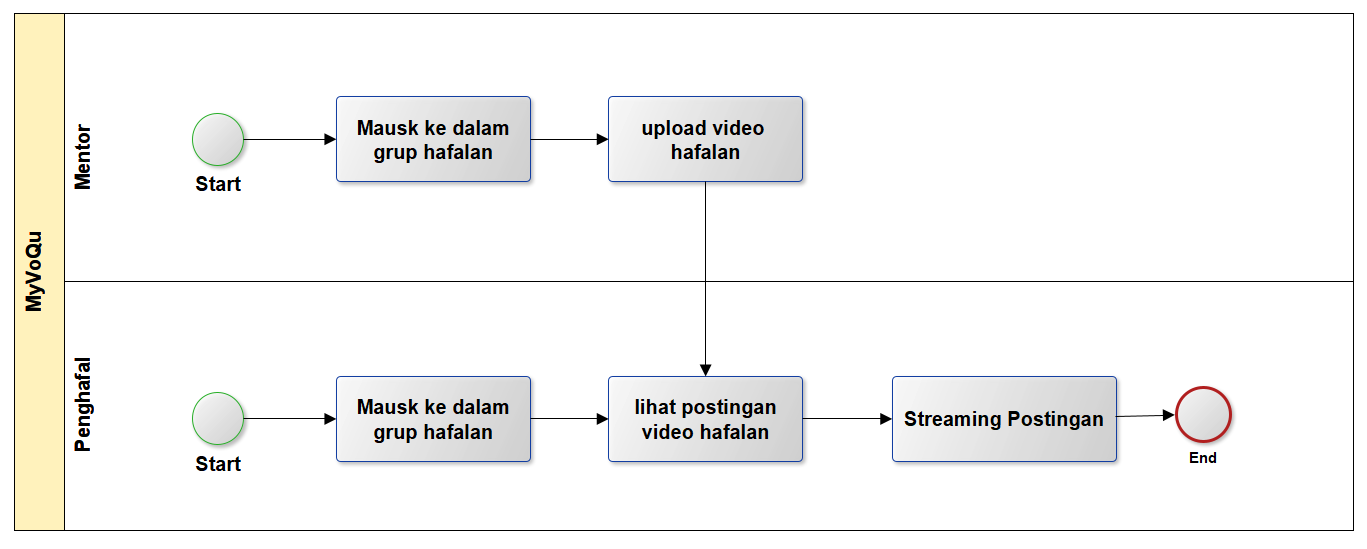 MyVoQu
Mentor
Start
Mausk ke dalam
grup hafalan
upload video
hafalan
Penghafal
Start
Mausk ke dalam
grup hafalan
lihat postingan
video hafalan
Streaming Postingan
End